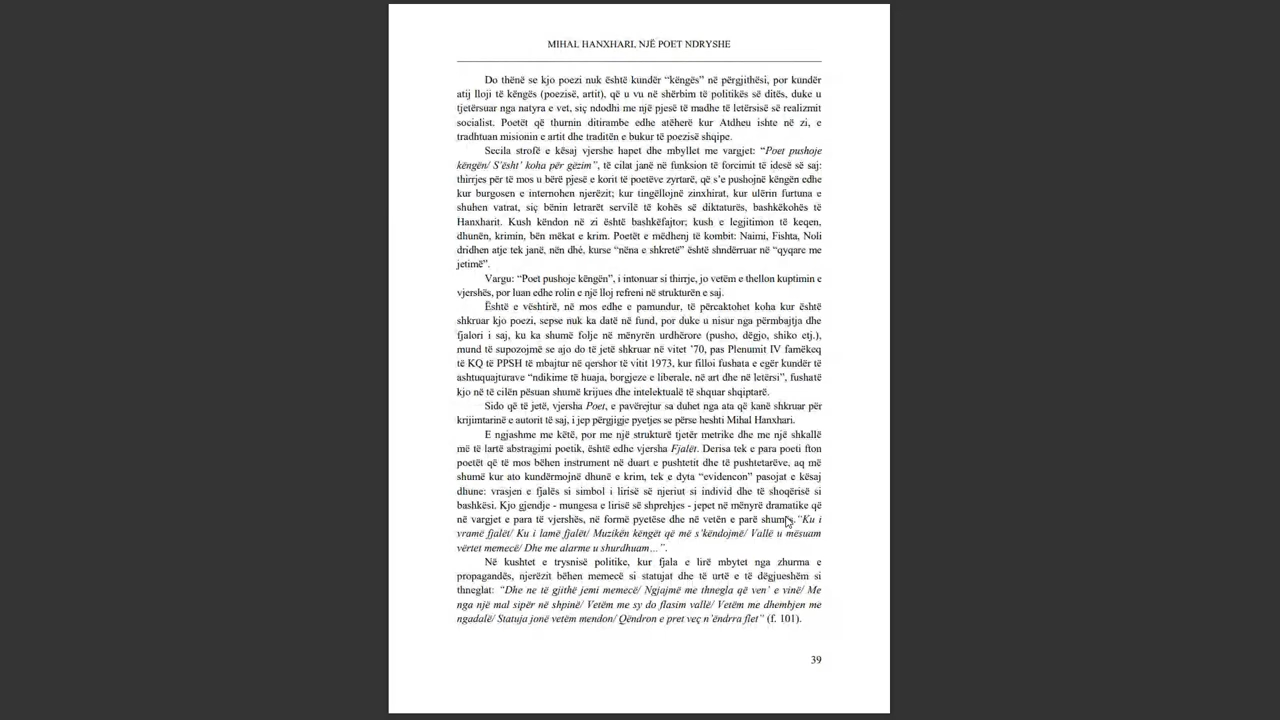 MIHAL HANXHARI, NJË POET NDRYSHE
Do thënë se kjo poezi nuk është kundër “këngës” në përgjithësi, por kundër
atij lloji të këngës (poezisë, artit), që u vu në shërbim të politikës së ditës, duke u
tjetërsuar nga natyra e vet, siç ndodhi me një pjesë të madhe të letërsisë së realizmit
socialist. Poetët që thurnin ditirambe edhe atëherë kur Atdheu ishte në zi, e
tradhtuan misionin e artit dhe traditën e bukur të poezisë shqipe.
Secila strofë e kësaj vjershe hapet dhe mbyllet me vargjet: “Poet pushoje
këngën/ S’ësht’ koha për gëzim”, të cilat janë në funksion të forcimit të idesë së saj:
thirrjes për të mos u bërë pjesë e korit të poetëve zyrtarë, që s’e pushojnë këngën edhe
kur burgosen e internohen njerëzit; kur tingëllojnë zinxhirat, kur ulërin furtuna e
shuhen vatrat, siç bënin letrarët servilë të kohës së diktaturës, bashkëkohës të
Hanxharit. Kush këndon në zi është bashkëfajtor; kush e legjitimon të keqen,
dhunën, krimin, bën mëkat e krim. Poetët e mëdhenj të kombit: Naimi, Fishta, Noli
dridhen atje tek janë, nën dhé, kurse “nëna e shkretë” është shndërruar në “qyqare me
jetimë”.
Vargu: “Poet pushoje këngën”, i intonuar si thirrje, jo vetëm e thellon kuptimin e
vjershës, por luan edhe rolin e një lloj refreni në strukturën e saj.
Është e vështirë, në mos edhe e pamundur, të përcaktohet koha kur është
shkruar kjo poezi, sepse nuk ka datë në fund, por duke u nisur nga përmbajtja dhe
fjalori i saj, ku ka shumë folje në mënyrën urdhërore (pusho, dëgjo, shiko etj.),
mund të supozojmë se ajo do të jetë shkruar në vitet ’70, pas Plenumit IV famëkeq
të KQ të PPSH të mbajtur në qershor të vitit 1973, kur filloi fushata e egër kundër të
ashtuquajturave “ndikime të huaja, borgjeze e liberale, në art dhe në letërsi”, fushatë
kjo në të cilën pësuan shumë krijues dhe intelektualë të shquar shqiptarë.
Sido që të jetë, vjersha Poet, e pavërejtur sa duhet nga ata që kanë shkruar për
krijimtarinë e autorit të saj, i jep përgjigje pyetjes se përse heshti Mihal Hanxhari.
E ngjashme me këtë, por me një strukturë tjetër metrike dhe me një shkallë
më të lartë abstragimi poetik, është edhe vjersha Fjalët. Derisa tek e para poeti fton
poetët që të mos bëhen instrument në duart e pushtetit dhe të pushtetarëve, aq më
shumë kur ato kundërmojnë dhunë e krim, tek e dyta “evidencon” pasojat e kësaj
dhune: vrasjen e fjalës si simbol i lirisë së njeriut si individ dhe të shoqërisë si
bashkësi. Kjo gjendje - mungesa e lirisë së shprehjes - jepet në mënyrë dramatike që
në vargjet e para të vjershës, në formë pyetëse dhe në vetën e parë shumës: “Ku i
vramë fjalët/ Ku i lamë fjalët/ Muzikën këngët që më s’këndojmë/ Vallë u mësuam
vërtet memecë/ Dhe me alarme u shurdhuam…”.
Në kushtet e trysnisë politike, kur fjala e lirë mbytet nga zhurma e
propagandës, njerëzit bëhen memecë si statujat dhe të urtë e të dëgjueshëm si
thneglat: “Dhe ne të gjithë jemi memecë/ Ngjajmë me thnegla që ven’ e vinë/ Me
nga një mal sipër në shpinë/ Vetëm me sy do flasim vallë/ Vetëm me dhembjen me
ngadalë/ Statuja jonë vetëm mendon/ Qëndron e pret veç n’ëndrra flet” (f. 101).
39